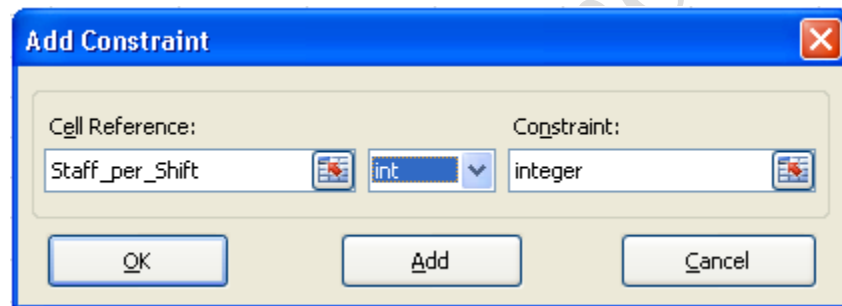 Add Constraint
Cell Reference: Constraint:
Staff_per_Shift int integer
OK Add Cancel